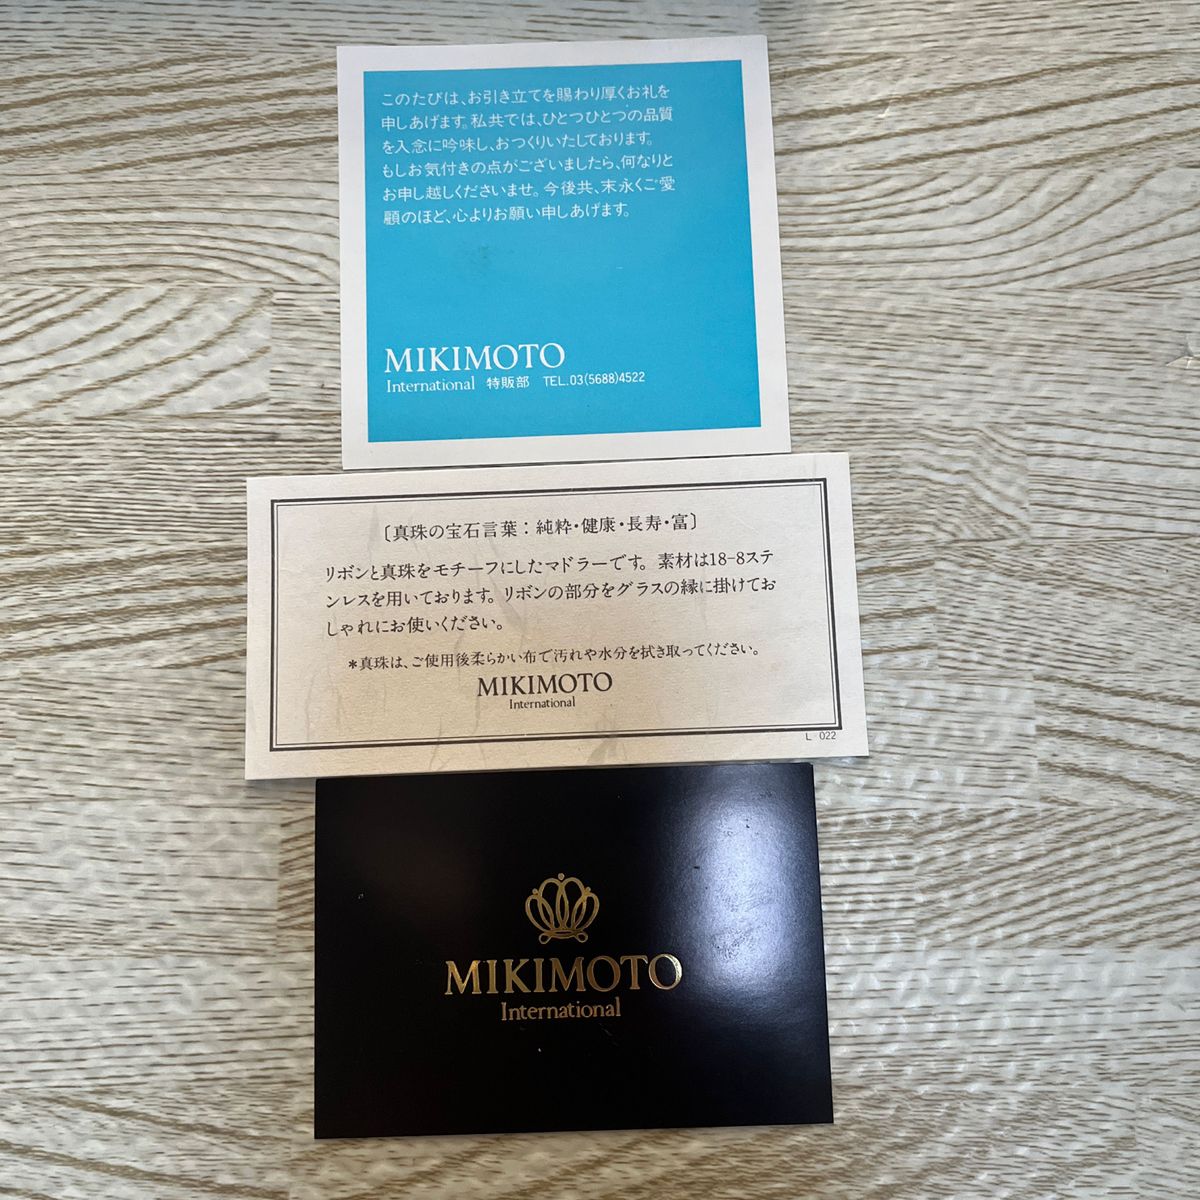 このたびは、お引き立てを賜わり厚くお礼を
申しあげます。私共では、ひとつひとつの品質
を入念に吟味し、おつくりいたしております。
もしお気付きの点がございましたら、何なりと
お申し越しくださいませ。今後共、末永くご愛
顧のほど、心よりお願い申しあげます。
MIKIMOTO
International 特販部 TEL.03(5688)4522
〔真珠の宝石言葉：純粋・健康・長寿・富〕
リボンと真珠をモチーフにしたマドラーです。素材は18-8ステ
ンレスを用いております。リボンの部分をグラスの縁に掛けてお
しゃれにお使いください。
*真珠は、ご使用後柔らかい布で汚れや水分を拭き取ってください。
MIKIMOTO
International
L 022
MIKIMOTO
International